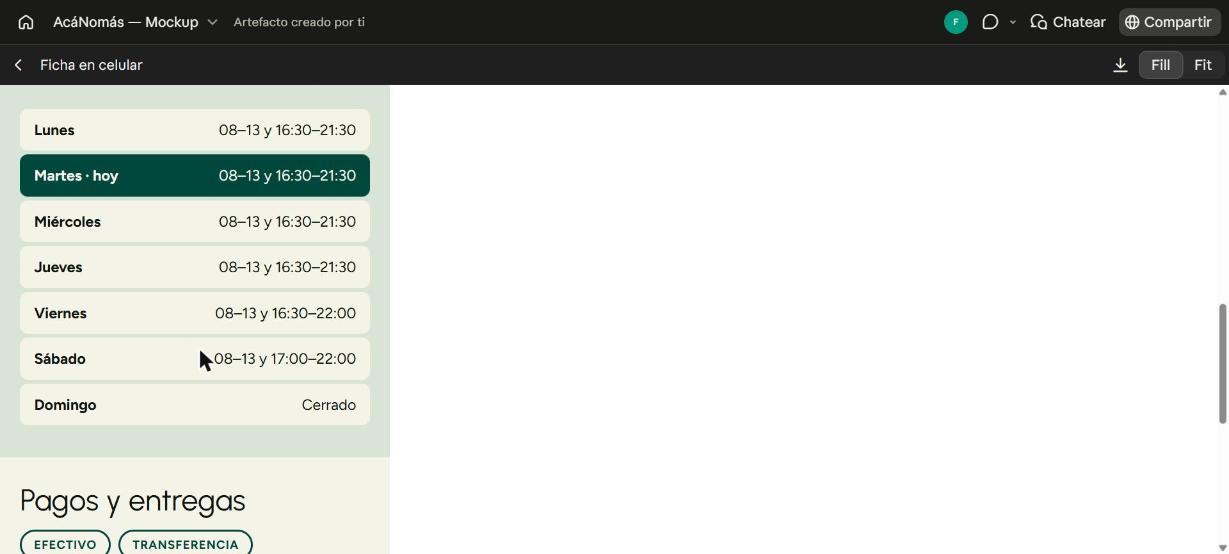 AcáNomás — Mockup Artefacto creado por ti F Chatear Compartir
Ficha en celular Fill Fit
Lunes 08–13 y 16:30–21:30
Martes · hoy 08–13 y 16:30–21:30
Miércoles 08–13 y 16:30–21:30
Jueves 08–13 y 16:30–21:30
Viernes 08–13 y 16:30–22:00
Sábado 08–13 y 17:00–22:00
Domingo Cerrado
Pagos y entregas
EFECTIVO TRANSFERENCIA